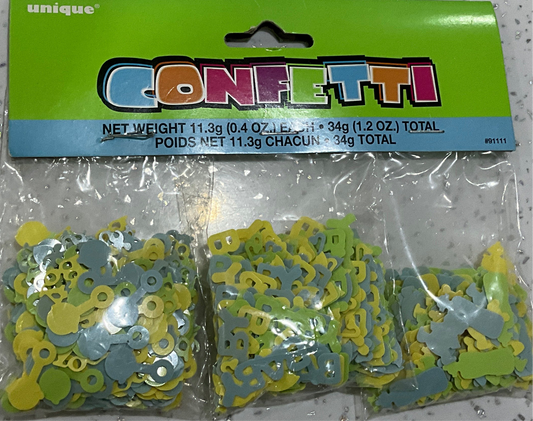 unique
CONFETTI
NET WEIGHT 11.3g (0.4 OZ.) EACH • 34g (1.2 OZ.) TOTAL
POIDS NET 11.3g CHACUN • 34g TOTAL
#91111